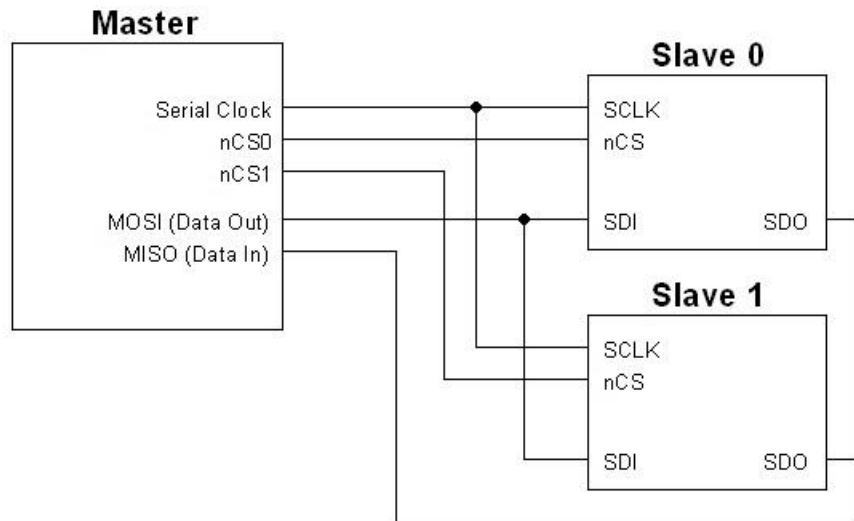 Master
Serial Clock
nCS0
nCS1
MOSI (Data Out)
MISO (Data In)
Slave 0
SCLK
nCS
SDI SDO
Slave 1
SCLK
nCS
SDI SDO